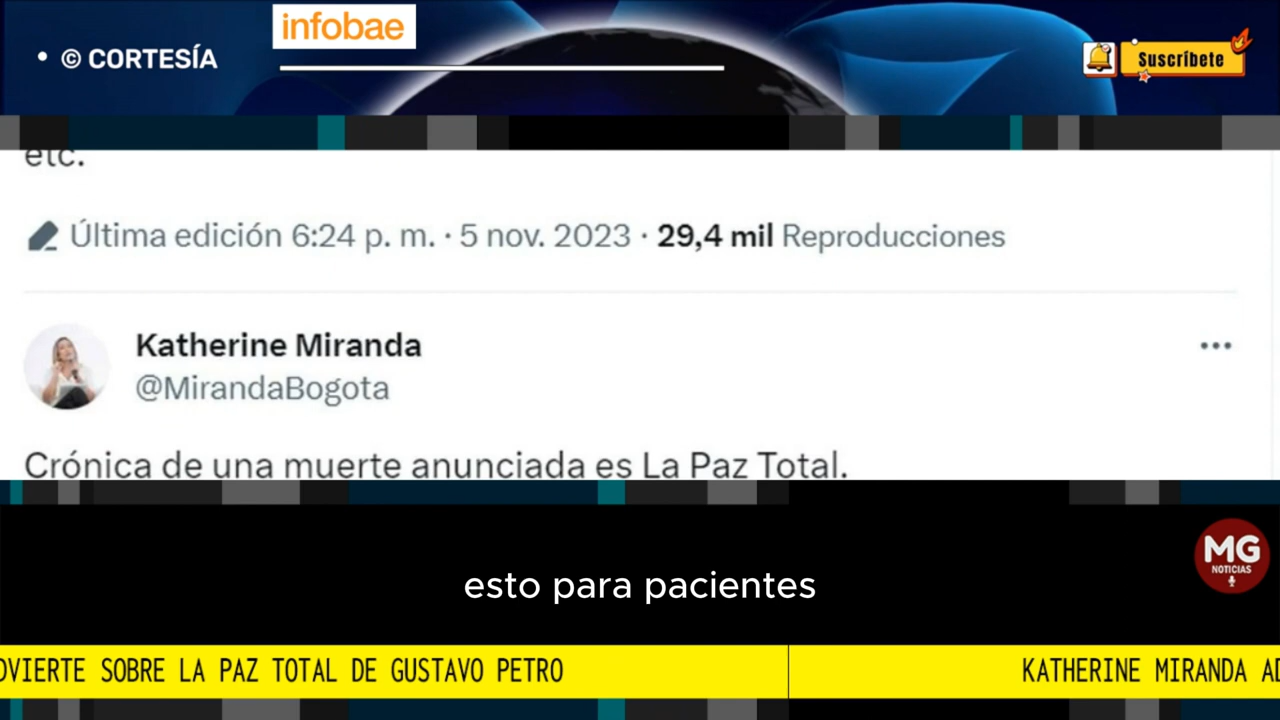 infobae
• © CORTESÍA
Suscríbete
etc.
Última edición 6:24 p. m. · 5 nov. 2023 · 29,4 mil Reproducciones
Katherine Miranda
@MirandaBogota
Crónica de una muerte anunciada es La Paz Total.
MG
NOTICIAS
esto para pacientes
DVIERTE SOBRE LA PAZ TOTAL DE GUSTAVO PETRO
KATHERINE MIRANDA AD